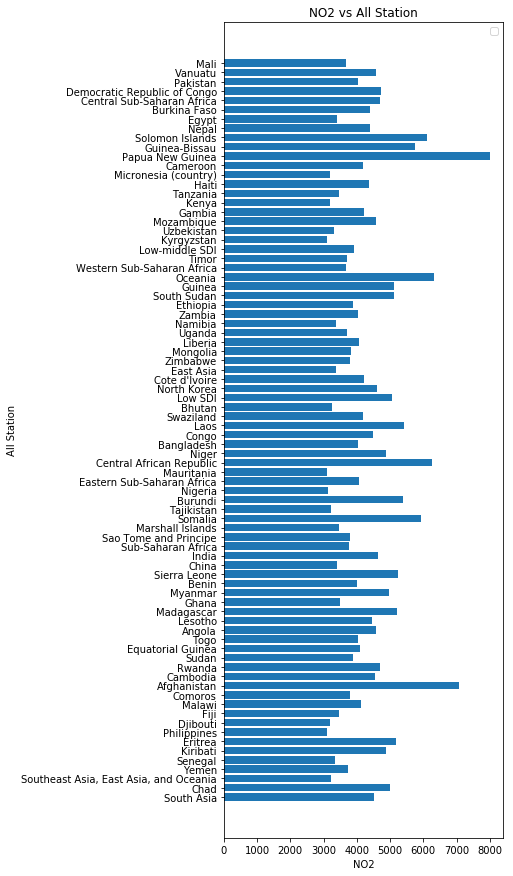 NO2 vs All Station
Mali
Vanuatu
Pakistan
Democratic Republic of Congo
Central Sub-Saharan Africa
Burkina Faso
Egypt
Nepal
Solomon Islands
Guinea-Bissau
Papua New Guinea
Cameroon
Micronesia (country)
Haiti
Tanzania
Kenya
Gambia
Mozambique
Uzbekistan
Kyrgyzstan
Low-middle SDI
Timor
Western Sub-Saharan Africa
Oceania
Guinea
South Sudan
Ethiopia
Zambia
Namibia
Uganda
Liberia
Mongolia
Zimbabwe
East Asia
Cote d'Ivoire
North Korea
Low SDI
Bhutan
Swaziland
Laos
Congo
Bangladesh
Niger
Central African Republic
Mauritania
Eastern Sub-Saharan Africa
Nigeria
Burundi
Tajikistan
Somalia
Marshall Islands
Sao Tome and Principe
Sub-Saharan Africa
India
China
Sierra Leone
Benin
Myanmar
Ghana
Madagascar
Lesotho
Angola
Togo
Equatorial Guinea
Sudan
Rwanda
Cambodia
Afghanistan
Comoros
Malawi
Fiji
Djibouti
Philippines
Eritrea
Kiribati
Senegal
Yemen
Southeast Asia, East Asia, and Oceania
Chad
South Asia
All Station
0 1000 2000 3000 4000 5000 6000 7000 8000
NO2